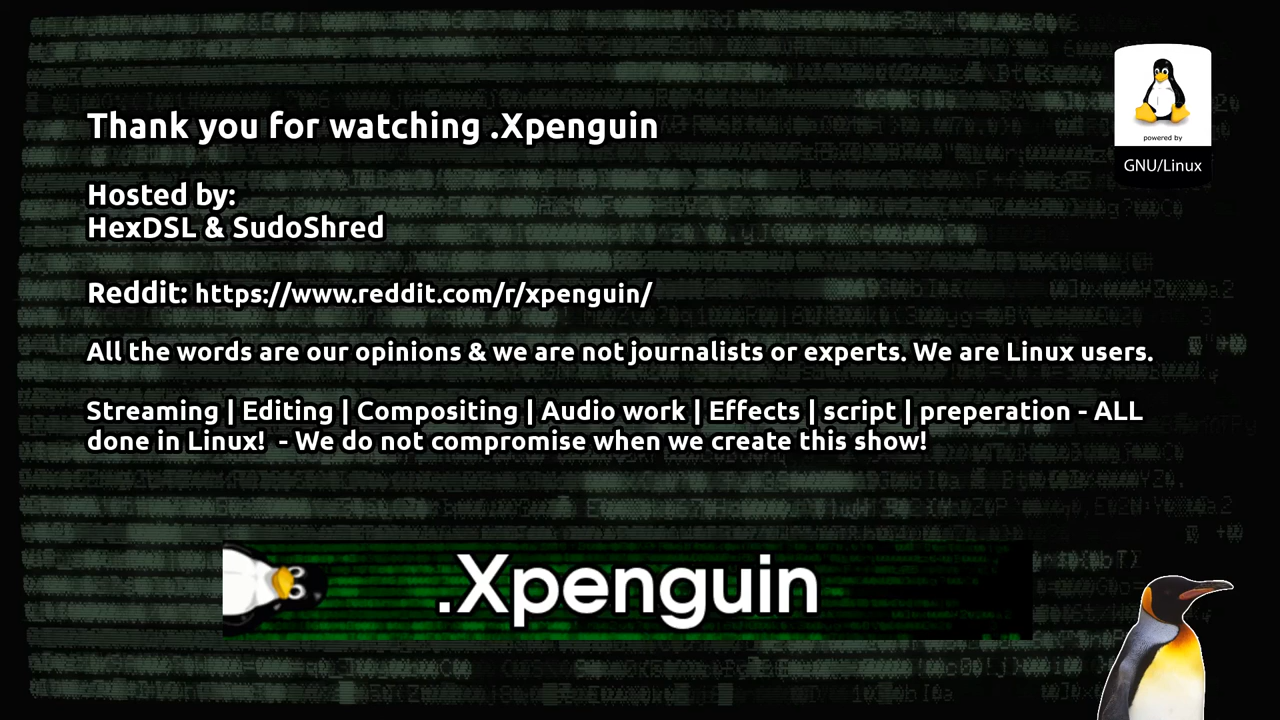 Thank you for watching .Xpenguin
powered by
GNU/Linux
Hosted by:
HexDSL & SudoShred
Reddit: https://www.reddit.com/r/xpenguin/
All the words are our opinions & we are not journalists or experts. We are Linux users.
Streaming | Editing | Compositing | Audio work | Effects | script | preperation - ALL
done in Linux!  - We do not compromise when we create this show!
.Xpenguin